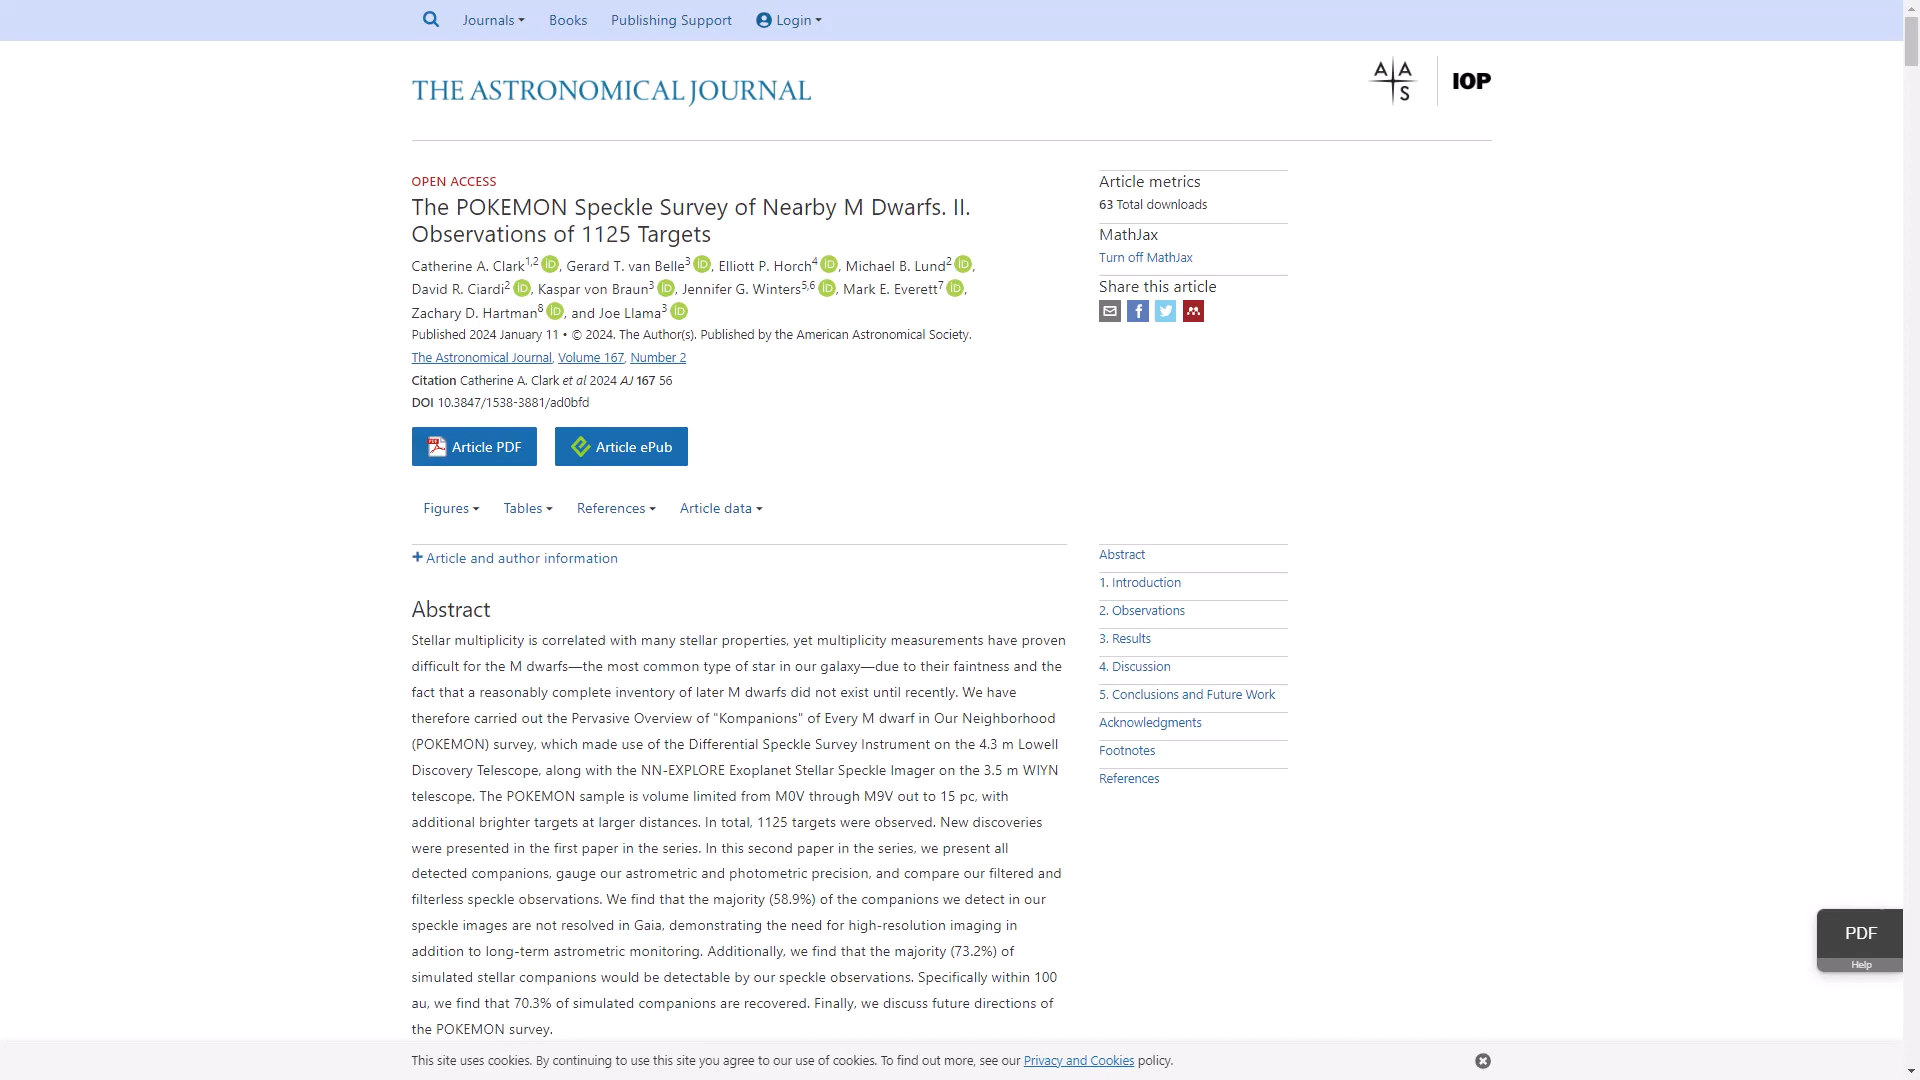 Journals
Books
Publishing Support
Login
THE ASTRONOMICAL JOURNAL
A A
S
IOP
OPEN ACCESS
The POKEMON Speckle Survey of Nearby M Dwarfs. II.
Observations of 1125 Targets
Catherine A. Clark1,2 iD, Gerard T. van Belle3 iD, Elliott P. Horch4 iD, Michael B. Lund2 iD,
David R. Ciardi2 iD, Kaspar von Braun3 iD, Jennifer G. Winters5,6 iD, Mark E. Everett7 iD,
Zachary D. Hartman8 iD, and Joe Llama3 iD
Published 2024 January 11 • © 2024. The Author(s). Published by the American Astronomical Society.
The Astronomical Journal, Volume 167, Number 2
Citation Catherine A. Clark et al 2024 AJ 167 56
DOI 10.3847/1538-3881/ad0bfd
Article PDF
Article ePub
Figures
Tables
References
Article data
Article metrics
63 Total downloads
MathJax
Turn off MathJax
Share this article
+ Article and author information
Abstract
Stellar multiplicity is correlated with many stellar properties, yet multiplicity measurements have proven
difficult for the M dwarfs—the most common type of star in our galaxy—due to their faintness and the
fact that a reasonably complete inventory of later M dwarfs did not exist until recently. We have
therefore carried out the Pervasive Overview of "Kompanions" of Every M dwarf in Our Neighborhood
(POKEMON) survey, which made use of the Differential Speckle Survey Instrument on the 4.3 m Lowell
Discovery Telescope, along with the NN-EXPLORE Exoplanet Stellar Speckle Imager on the 3.5 m WIYN
telescope. The POKEMON sample is volume limited from M0V through M9V out to 15 pc, with
additional brighter targets at larger distances. In total, 1125 targets were observed. New discoveries
were presented in the first paper in the series. In this second paper in the series, we present all
detected companions, gauge our astrometric and photometric precision, and compare our filtered and
filterless speckle observations. We find that the majority (58.9%) of the companions we detect in our
speckle images are not resolved in Gaia, demonstrating the need for high-resolution imaging in
addition to long-term astrometric monitoring. Additionally, we find that the majority (73.2%) of
simulated stellar companions would be detectable by our speckle observations. Specifically within 100
au, we find that 70.3% of simulated companions are recovered. Finally, we discuss future directions of
the POKEMON survey.
Abstract
1. Introduction
2. Observations
3. Results
4. Discussion
5. Conclusions and Future Work
Acknowledgments
Footnotes
References
PDF
Help
This site uses cookies. By continuing to use this site you agree to our use of cookies. To find out more, see our Privacy and Cookies policy.